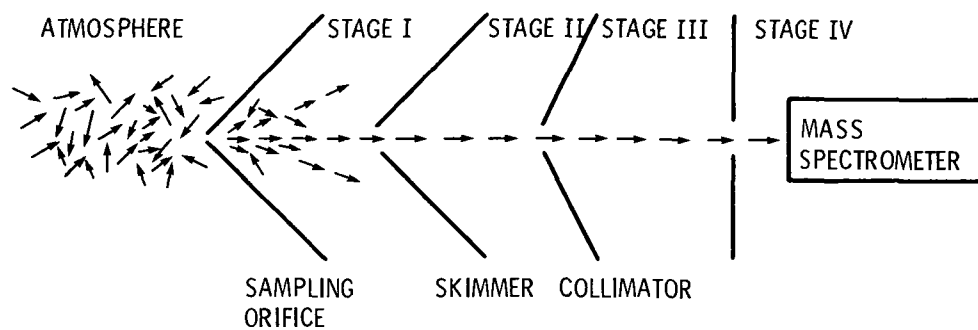 ATMOSPHERE
STAGE I
STAGE II
STAGE III
STAGE IV
MASS
SPECTROMETER
SAMPLING
ORIFICE
SKIMMER
COLLIMATOR